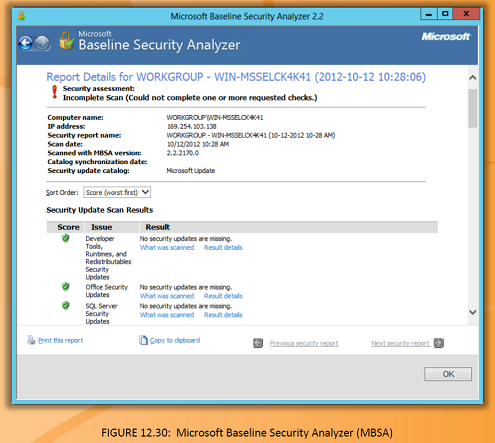 Microsoft Baseline Security Analyzer 2.2
Microsoft
Baseline Security Analyzer
Microsoft
Report Details for WORKGROUP - WIN-MSSELCK4K41 (2012-10-12 10:28:06)
Security assessment:
Incomplete Scan (Could not complete one or more requested checks.)
Computer name: WORKGROUP\WIN-MSSELCK4K41
IP address: 169.254.103.138
Security report name: WORKGROUP - WIN-MSSELCK4K41 (10-12-2012 10-28 AM)
Scan date: 10/12/2012 10:28 AM
Scanned with MBSA version: 2.2.2170.0
Catalog synchronization date:
Security update catalog: Microsoft Update
Sort Order: Score (worst first)
Security Update Scan Results
Score Issue Result
Developer Tools, Runtimes, and Redistributables Security Updates
No security updates are missing.
What was scanned Result details
Office Security Updates
No security updates are missing.
What was scanned Result details
SQL Server Security Updates
No security updates are missing.
What was scanned Result details
Print this report Copy to clipboard Previous security report Next security report
OK
FIGURE 12.30: Microsoft Baseline Security Analyzer (MBSA)